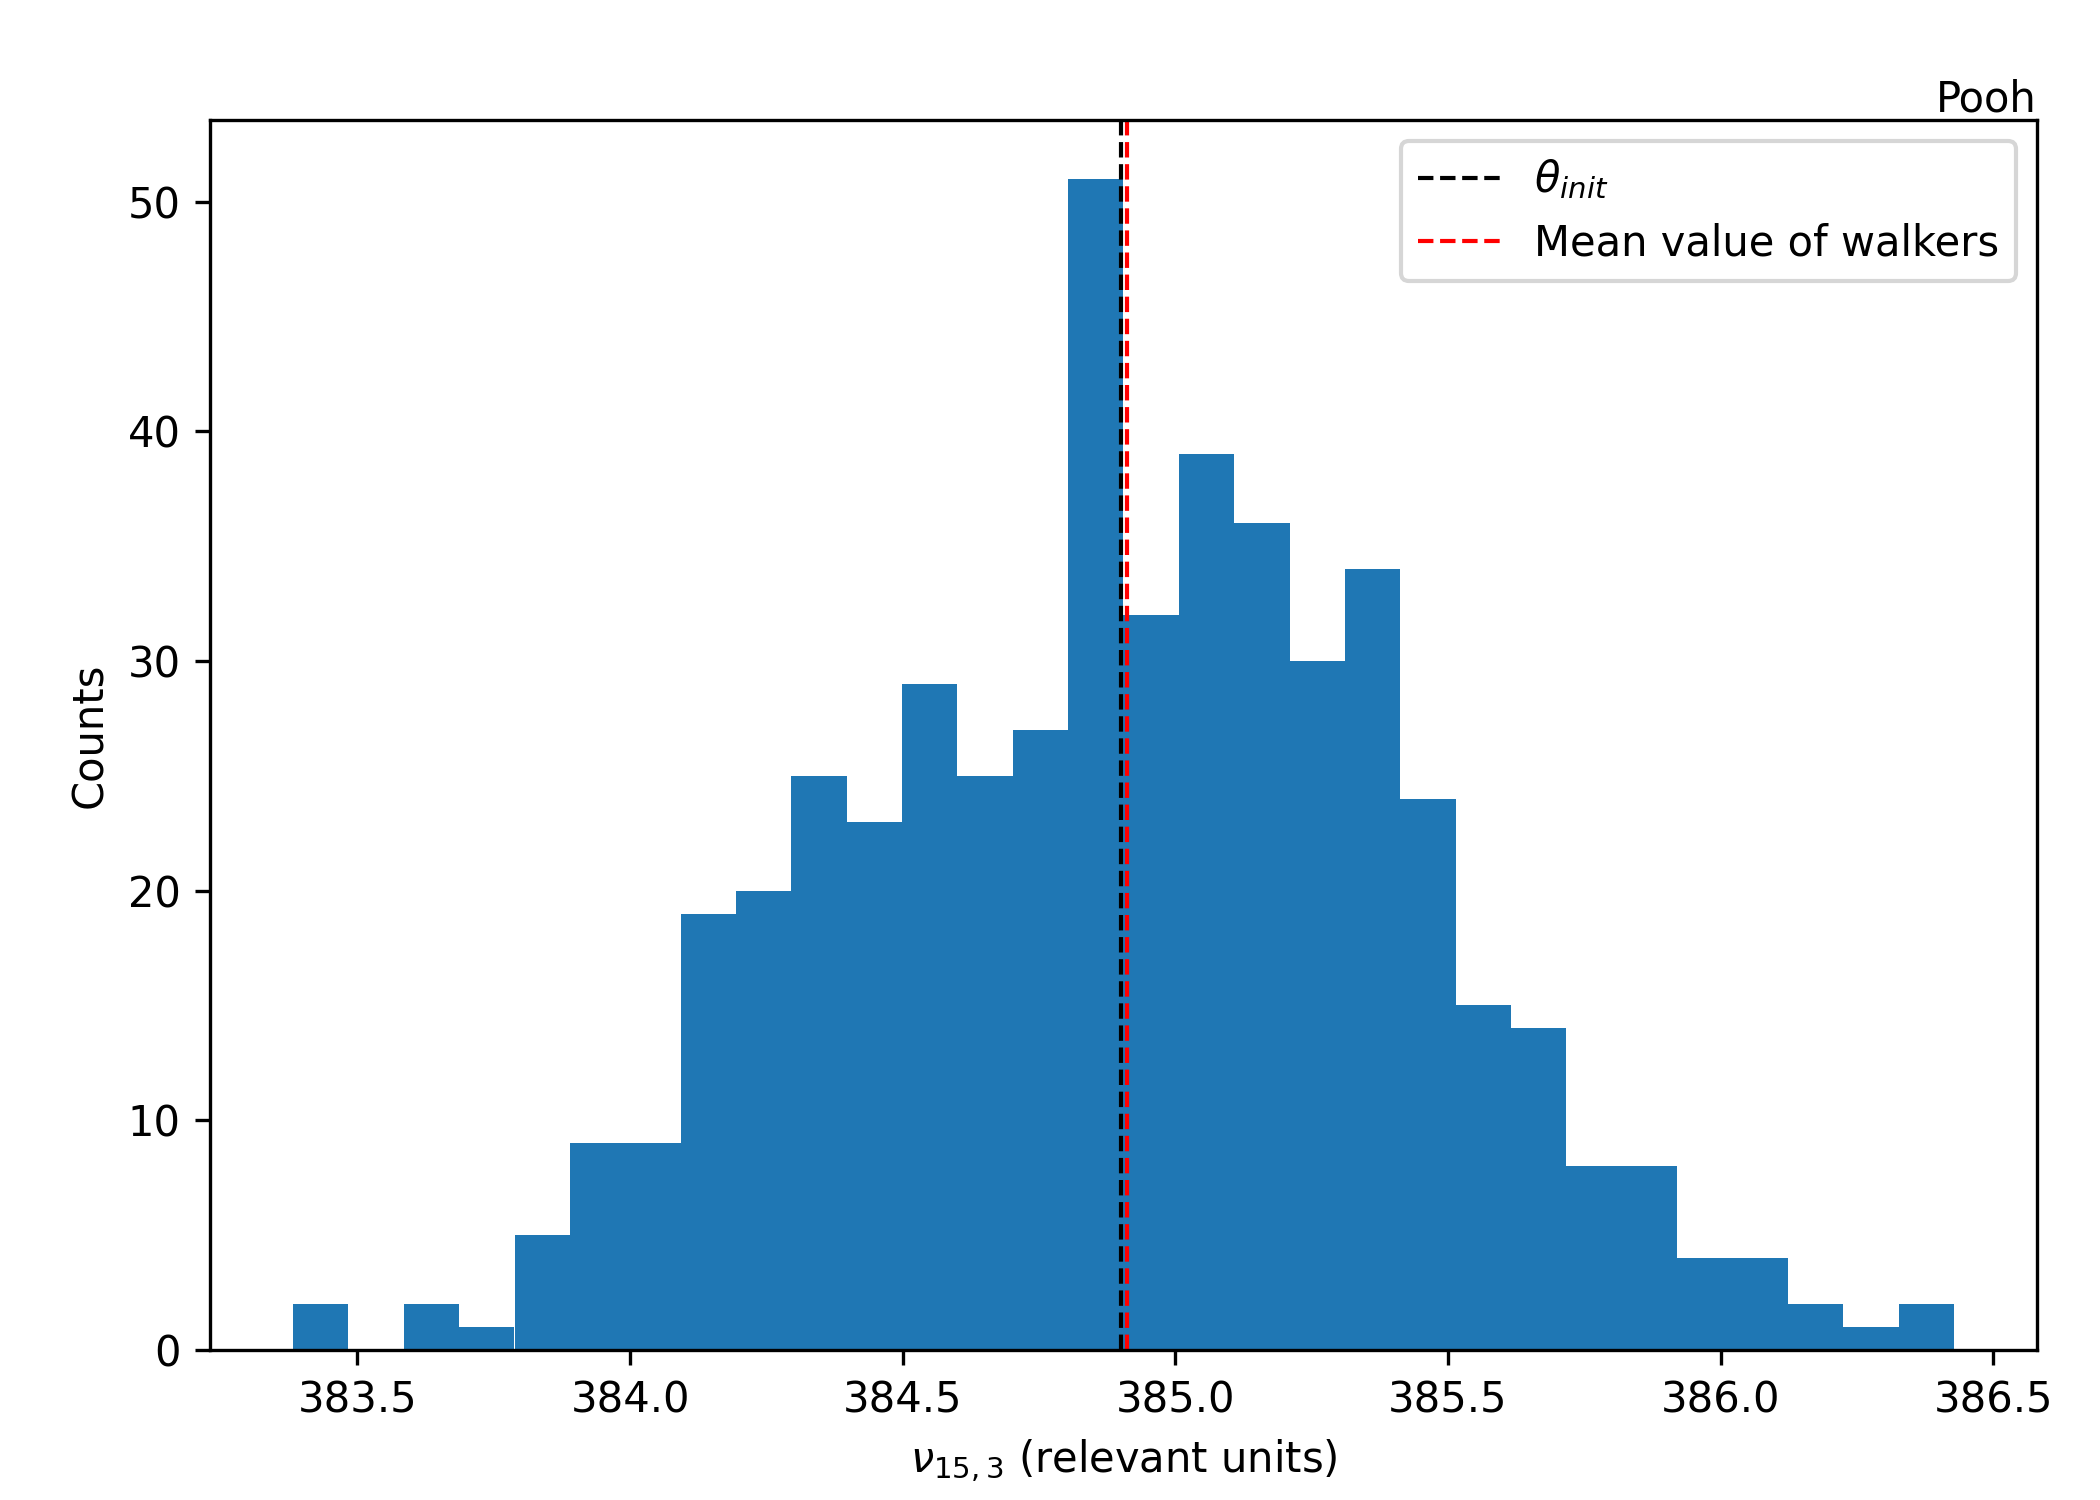 Pooh
θinit
Mean value of walkers
50
40
30
20
10
0
Counts
383.5 384.0 384.5 385.0 385.5 386.0 386.5
ν15, 3 (relevant units)